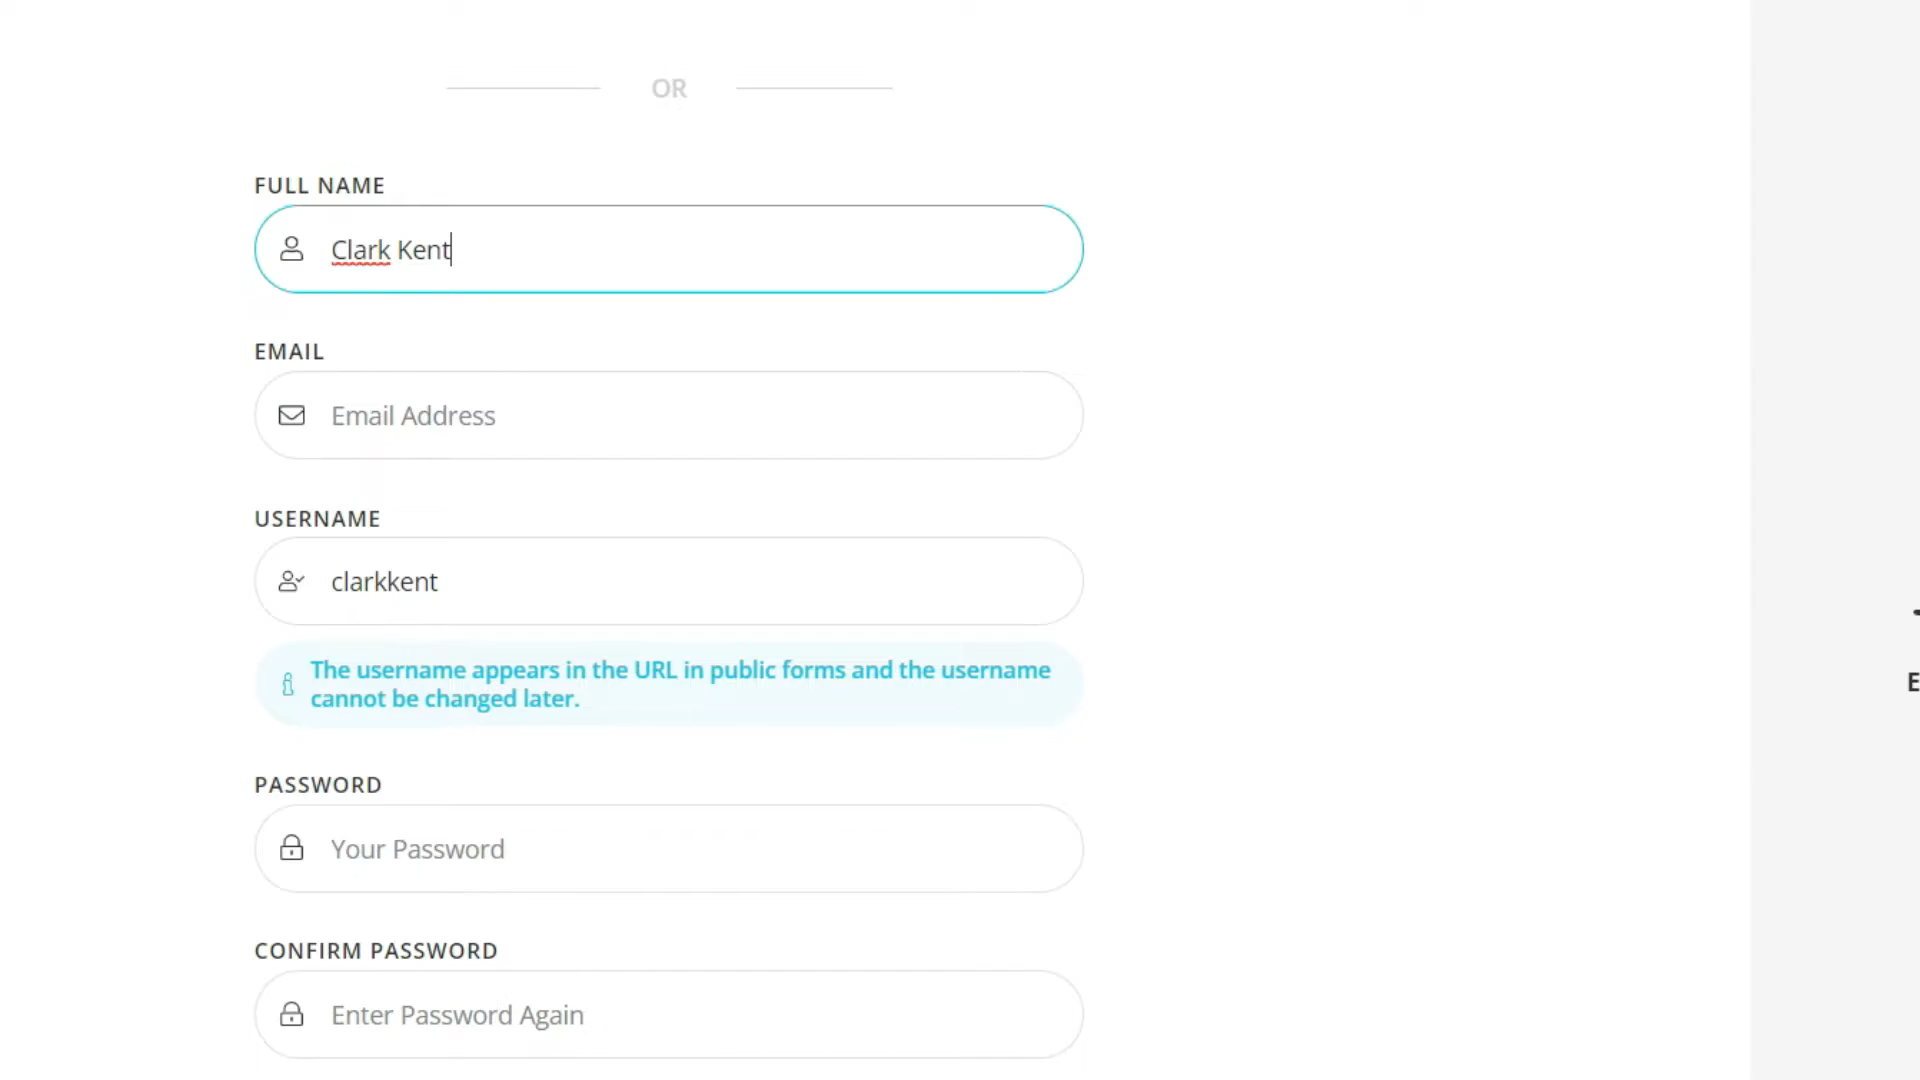 OR
FULL NAME
Clark Kent
EMAIL
Email Address
USERNAME
clarkkent
The username appears in the URL in public forms and the username
cannot be changed later.
PASSWORD
Your Password
CONFIRM PASSWORD
Enter Password Again
E